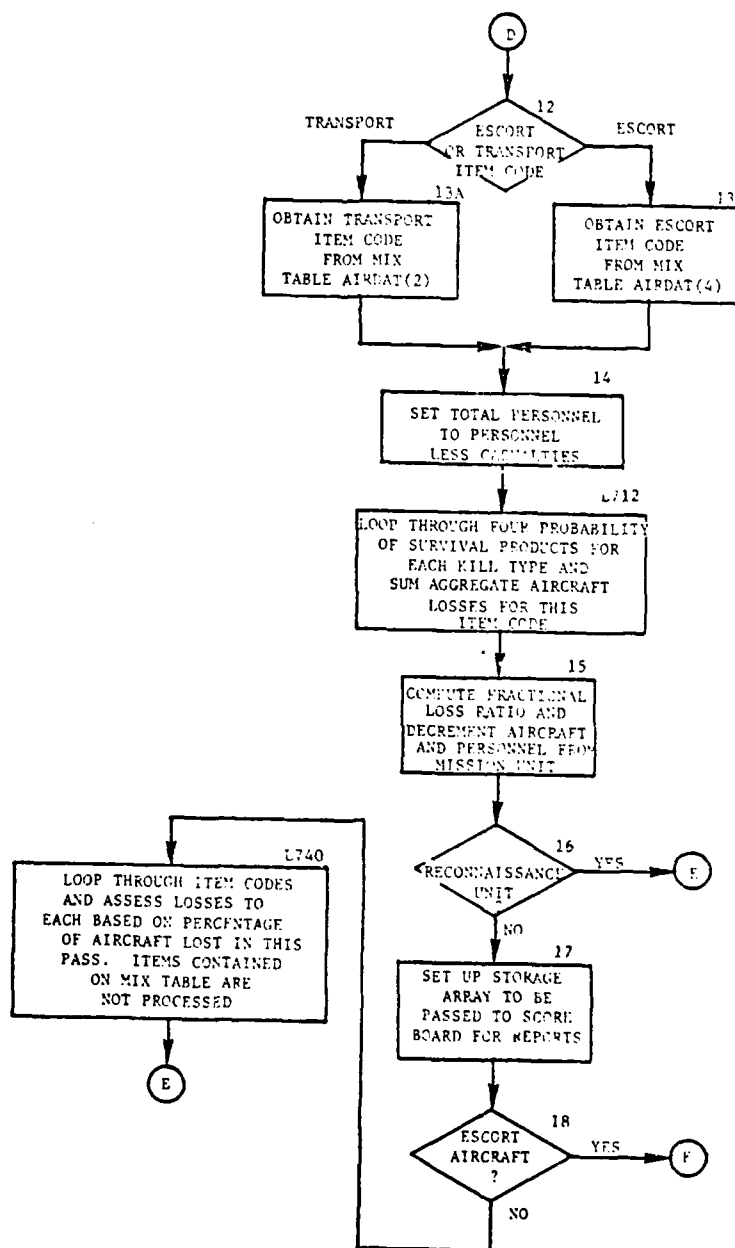 D
12
TRANSPORT
ESCORT
OR TRANSPORT
ITEM CODE
ESCORT
13A
OBTAIN TRANSPORT
ITEM CODE
FROM MIX
TABLE AIRDAT(2)
13
OBTAIN ESCORT
ITEM CODE
FROM MIX
TABLE AIRDAT(4)
14
SET TOTAL PERSONNEL
TO PERSONNEL
LESS CASUALTIES
L712
LOOP THROUGH FOUR PROBABILITY
OF SURVIVAL PRODUCTS FOR
EACH KILL TYPE AND
SUM AGGREGATE AIRCRAFT
LOSSES FOR THIS
ITEM CODE
15
COMPUTE FRACTIONAL
LOSS RATIO AND
DECREMENT AIRCRAFT
AND PERSONNEL FROM
MISSION UNIT
16
RECONNAISSANCE
UNIT
YES
E
NO
17
SET UP STORAGE
ARRAY TO BE
PASSED TO SCORE
BOARD FOR REPORTS
18
ESCORT
AIRCRAFT
?
YES
F
NO
L740
LOOP THROUGH ITEM CODES
AND ASSESS LOSSES TO
EACH BASED ON PERCENTAGE
OF AIRCRAFT LOST IN THIS
PASS. ITEMS CONTAINED
ON MIX TABLE ARE
NOT PROCESSED
E